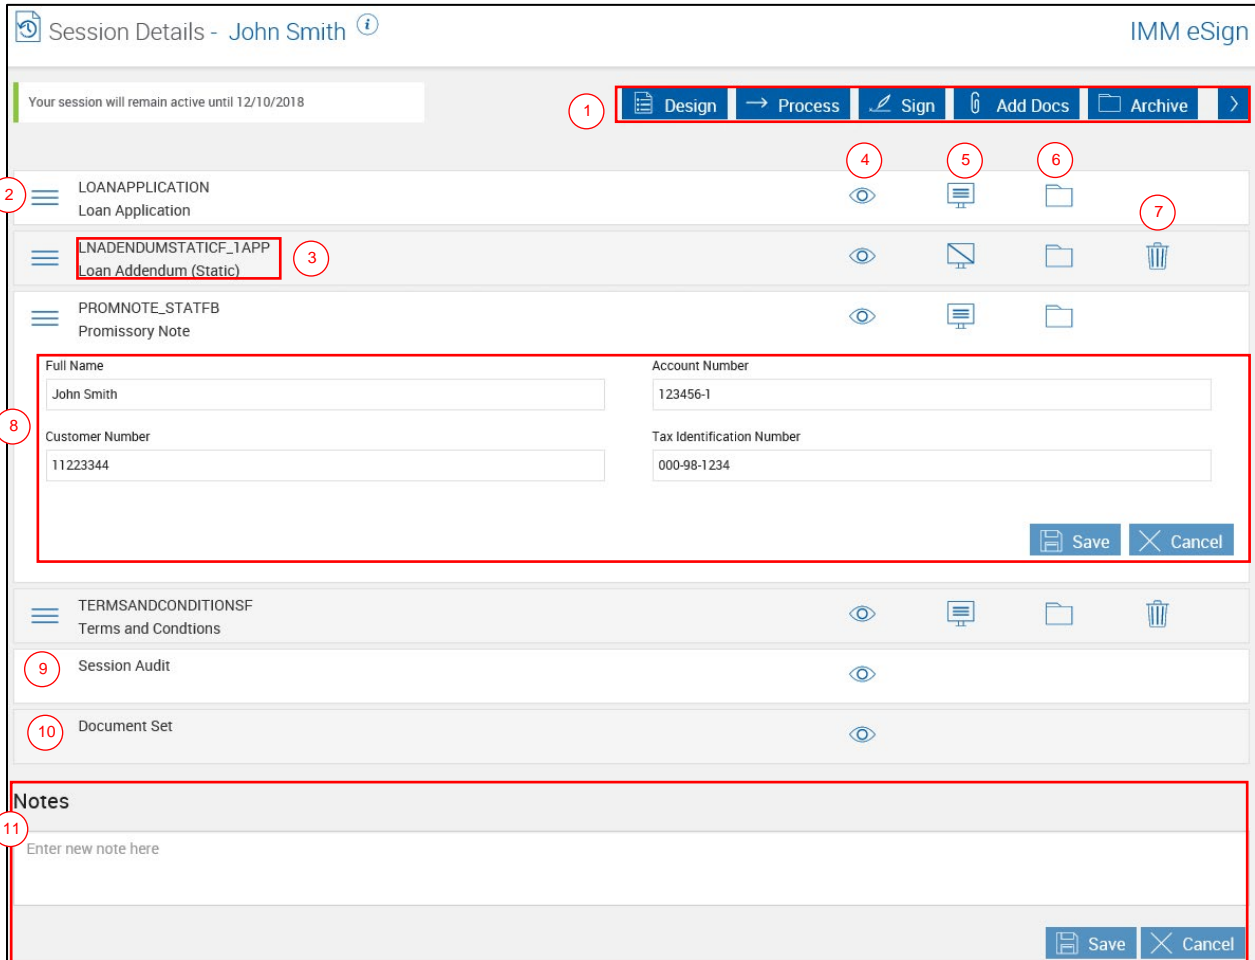 Session Details - John Smith i
IMM eSign
Your session will remain active until 12/10/2018
1
Design
Process
Sign
Add Docs
Archive
4
5
6
2
LOANAPPLICATION
Loan Application
7
LNADENDUMSTATICF_1APP
Loan Addendum (Static)
3
PROMNOTE_STATFB
Promissory Note
Full Name
Account Number
John Smith
123456-1
8
Customer Number
Tax Identification Number
11223344
000-98-1234
Save
Cancel
TERMSANDCONDITIONSF
Terms and Condtions
9
Session Audit
10
Document Set
Notes
11
Enter new note here
Save
Cancel